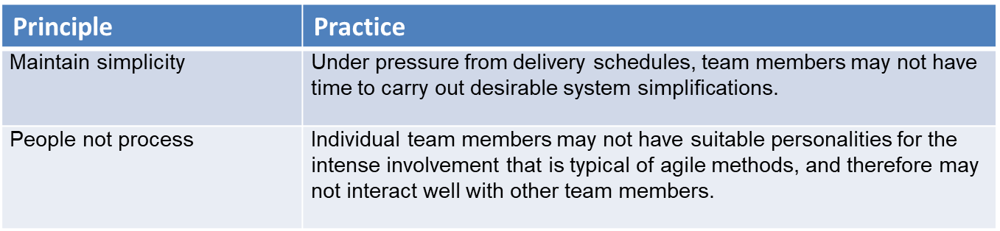 Principle
Practice
Maintain simplicity
Under pressure from delivery schedules, team members may not have
time to carry out desirable system simplifications.
People not process
Individual team members may not have suitable personalities for the
intense involvement that is typical of agile methods, and therefore may
not interact well with other team members.